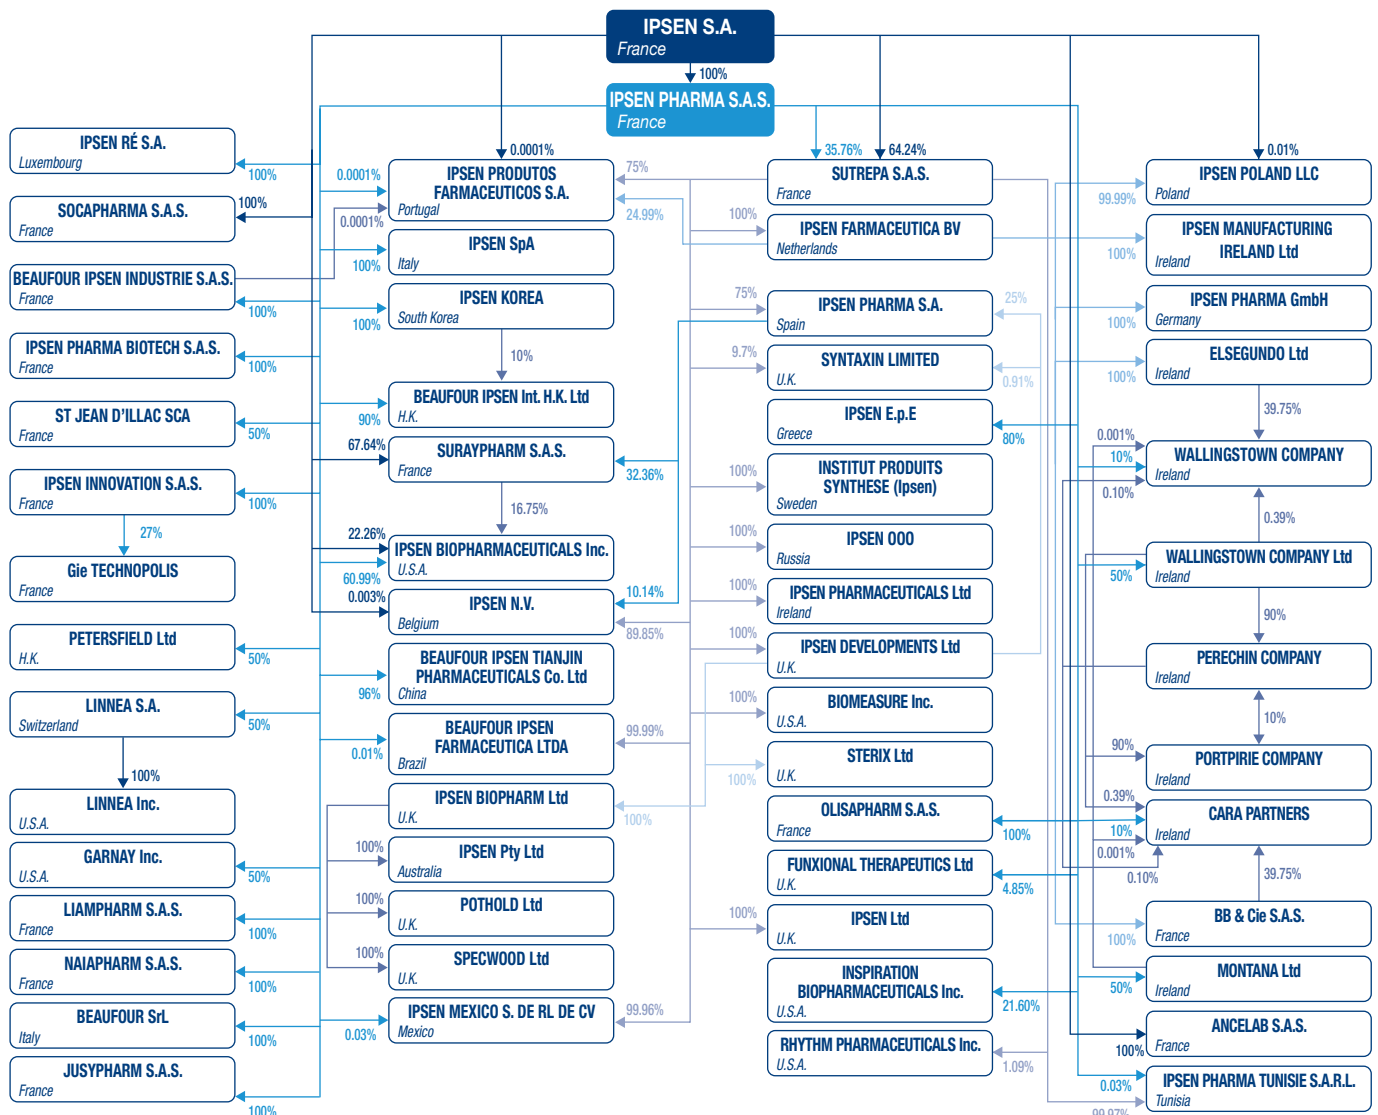 IPSEN S.A.
France
100%
IPSEN PHARMA S.A.S.
France
IPSEN RÉ S.A.
Luxembourg
100%
SOCAPHARMA S.A.S.
France
100%
BEAUFOUR IPSEN INDUSTRIE S.A.S.
France
100%
IPSEN PHARMA BIOTECH S.A.S.
France
100%
ST JEAN D'ILLAC SCA
France
50%
IPSEN INNOVATION S.A.S.
France
100%
27%
Gie TECHNOPOLIS
France
PETERSFIELD Ltd
H.K.
50%
LINNEA S.A.
Switzerland
50%
100%
LINNEA Inc.
U.S.A.
GARNAY Inc.
U.S.A.
50%
LIAMPHARM S.A.S.
France
100%
NAIAPHARM S.A.S.
France
100%
BEAUFOUR SrL
Italy
100%
JUSYPHARM S.A.S.
France
100%
0.0001%
0.0001%
0.0001%
IPSEN PRODUTOS
FARMACEUTICOS S.A.
Portugal
75%
24.99%
IPSEN SpA
Italy
100%
IPSEN KOREA
South Korea
100%
10%
BEAUFOUR IPSEN Int. H.K. Ltd
H.K.
90%
67.64%
SURAYPHARM S.A.S.
France
32.36%
16.75%
22.26%
IPSEN BIOPHARMACEUTICALS Inc.
U.S.A.
60.99%
0.003%
IPSEN N.V.
Belgium
10.14%
89.85%
BEAUFOUR IPSEN TIANJIN
PHARMACEUTICALS Co. Ltd
China
96%
BEAUFOUR IPSEN
FARMACEUTICA LTDA
Brazil
0.01%
99.99%
IPSEN BIOPHARM Ltd
U.K.
100%
100%
IPSEN Pty Ltd
Australia
100%
POTHOLD Ltd
U.K.
100%
SPECWOOD Ltd
U.K.
IPSEN MEXICO S. DE RL DE CV
Mexico
0.03%
99.96%
35.76%
64.24%
SUTREPA S.A.S.
France
100%
IPSEN FARMACEUTICA BV
Netherlands
75%
IPSEN PHARMA S.A.
Spain
25%
9.7%
SYNTAXIN LIMITED
U.K.
0.91%
IPSEN E.p.E
Greece
80%
100%
INSTITUT PRODUITS
SYNTHESE (Ipsen)
Sweden
100%
IPSEN OOO
Russia
100%
IPSEN PHARMACEUTICALS Ltd
Ireland
100%
IPSEN DEVELOPMENTS Ltd
U.K.
100%
BIOMEASURE Inc.
U.S.A.
STERIX Ltd
U.K.
100%
OLISAPHARM S.A.S.
France
100%
FUNXIONAL THERAPEUTICS Ltd
U.K.
4.85%
100%
IPSEN Ltd
U.K.
INSPIRATION
BIOPHARMACEUTICALS Inc.
U.S.A.
21.60%
RHYTHM PHARMACEUTICALS Inc.
U.S.A.
1.09%
0.01%
IPSEN POLAND LLC
Poland
99.99%
IPSEN MANUFACTURING
IRELAND Ltd
Ireland
100%
IPSEN PHARMA GmbH
Germany
100%
ELSEGUNDO Ltd
Ireland
100%
39.75%
0.001%
10%
0.10%
WALLINGSTOWN COMPANY
Ireland
0.39%
WALLINGSTOWN COMPANY Ltd
Ireland
50%
90%
PERECHIN COMPANY
Ireland
10%
90%
PORTPIRIE COMPANY
Ireland
0.39%
CARA PARTNERS
Ireland
10%
0.001%
0.10%
39.75%
BB & Cie S.A.S.
France
100%
MONTANA Ltd
Ireland
50%
ANCELAB S.A.S.
France
100%
IPSEN PHARMA TUNISIE S.A.R.L.
Tunisia
0.03%
99.97%